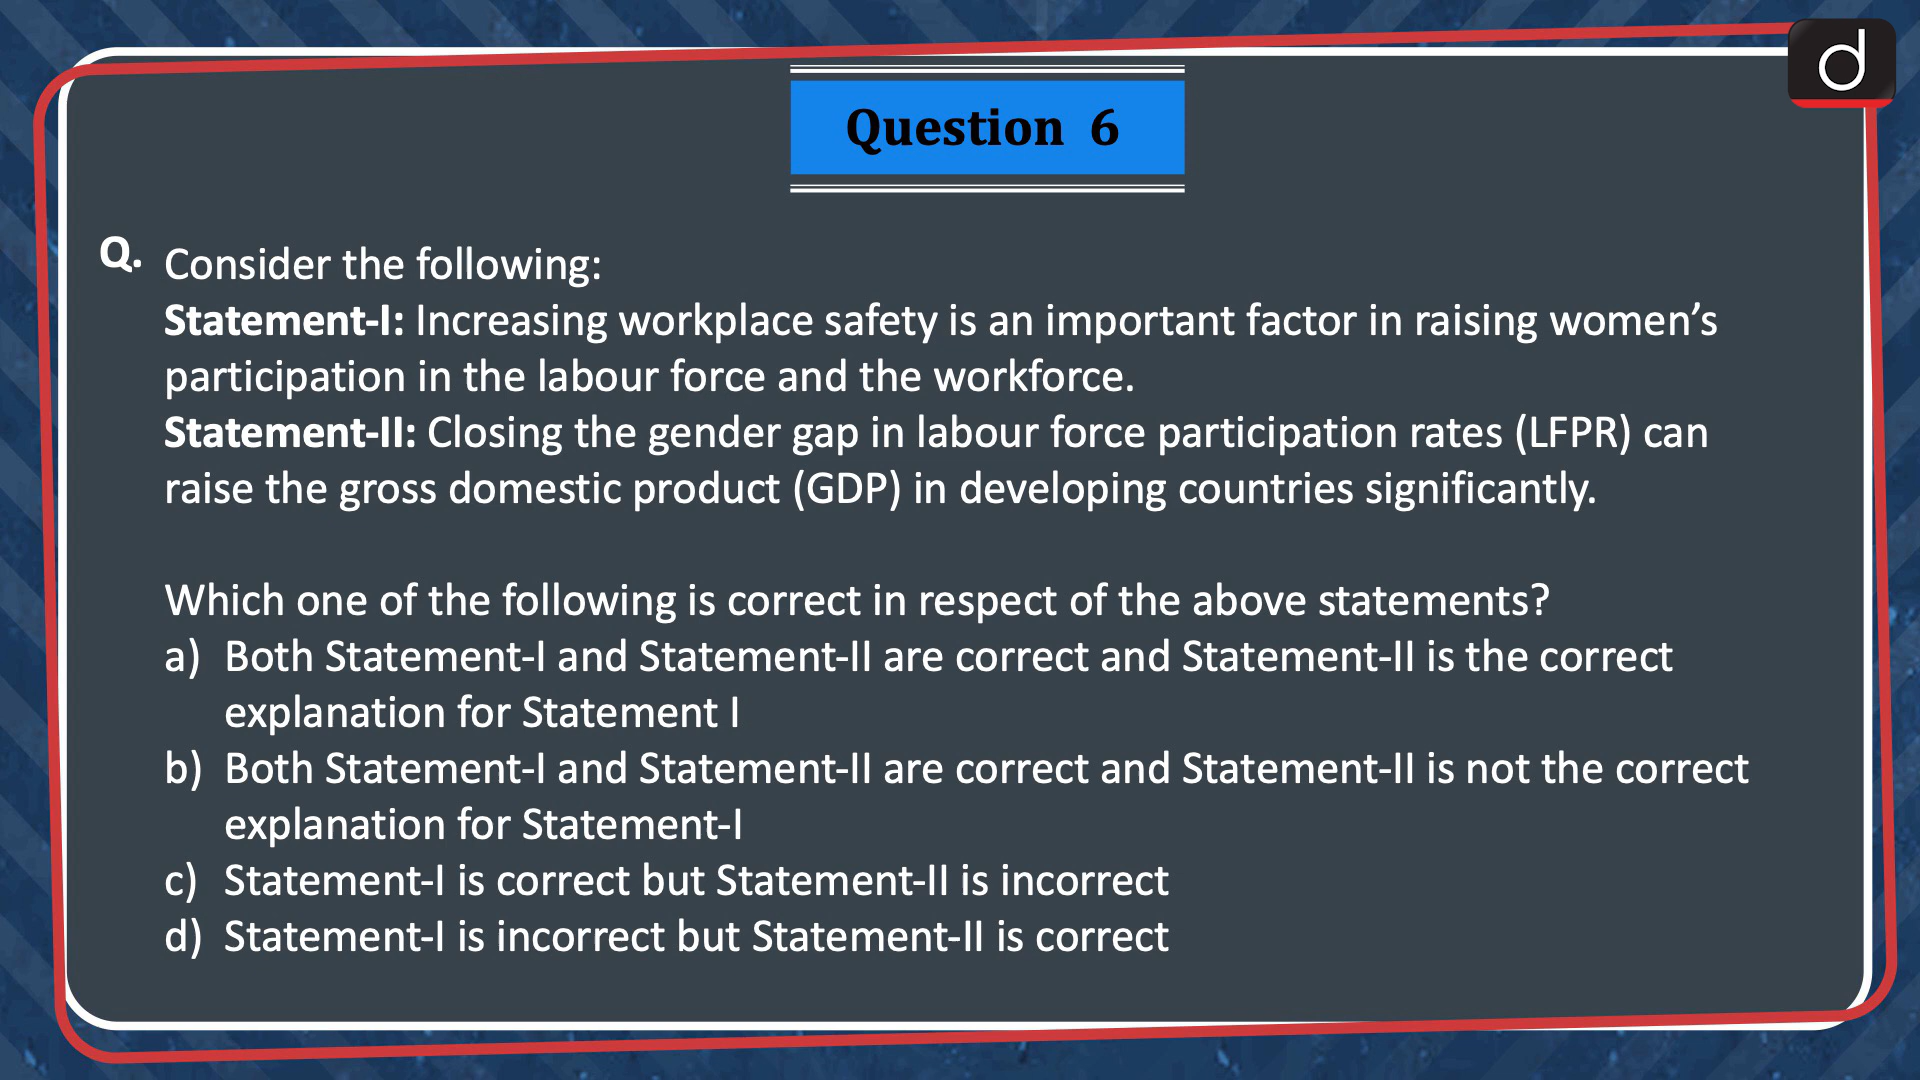 Question 6
Q. Consider the following:
Statement-I: Increasing workplace safety is an important factor in raising women’s
participation in the labour force and the workforce.
Statement-II: Closing the gender gap in labour force participation rates (LFPR) can
raise the gross domestic product (GDP) in developing countries significantly.
Which one of the following is correct in respect of the above statements?
a) Both Statement-I and Statement-II are correct and Statement-II is the correct
explanation for Statement I
b) Both Statement-I and Statement-II are correct and Statement-II is not the correct
explanation for Statement-I
c) Statement-I is correct but Statement-II is incorrect
d) Statement-I is incorrect but Statement-II is correct